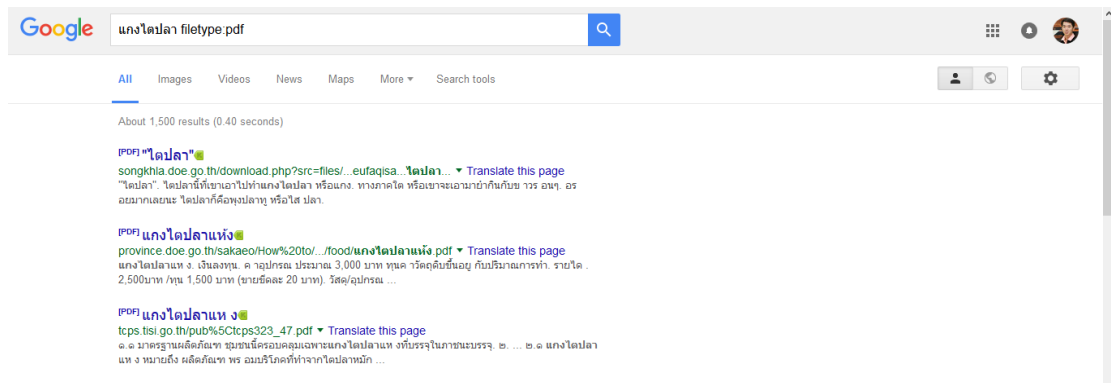 Google
แกงไตปลา filetype:pdf
All Images Videos News Maps More Search tools
About 1,500 results (0.40 seconds)
[PDF] "ไตปลา"
songkhla.doe.go.th/download.php?src=files/...eufaqisa...ไตปลา... Translate this page
"ไตปลา". ไตปลานี้ที่เขาเอาไปทำแกงไตปลา หรือแกง. ทางภาคใต หรือเขาจะเอามายำกินกับข าวร อนๆ. อร
อยมากเลยนะ ไตปลาก็คือพุงปลาทู หรือไส ปลา.
[PDF] แกงไตปลาแห้ง
province.doe.go.th/sakaeo/How%20to/.../food/แกงไตปลาแห้ง.pdf Translate this page
แกงไตปลาแห ง. เงินลงทุน. ค าอุปกรณ ประมาณ 3,000 บาท ทุนค าวัตถุดิบขึ้นอยู กับปริมาณการทำ. รายได .
2,500บาท /ทุน 1,500 บาท (ขายขีดละ 20 บาท). วัสดุ/อุปกรณ ...
[PDF] แกงไตปลาแห ง
tcps.tisi.go.th/pub%5Ctcps323_47.pdf Translate this page
๑.๑ มาตรฐานผลิตภัณฑ ชุมชนนี้ครอบคลุมเฉพาะแกงไตปลาแห งที่บรรจุในภาชนะบรรจุ. ๒. ... ๒.๑ แกงไตปลา
แห ง หมายถึง ผลิตภัณฑ พร อมบริโภคที่ทำจากไตปลาหมัก ...